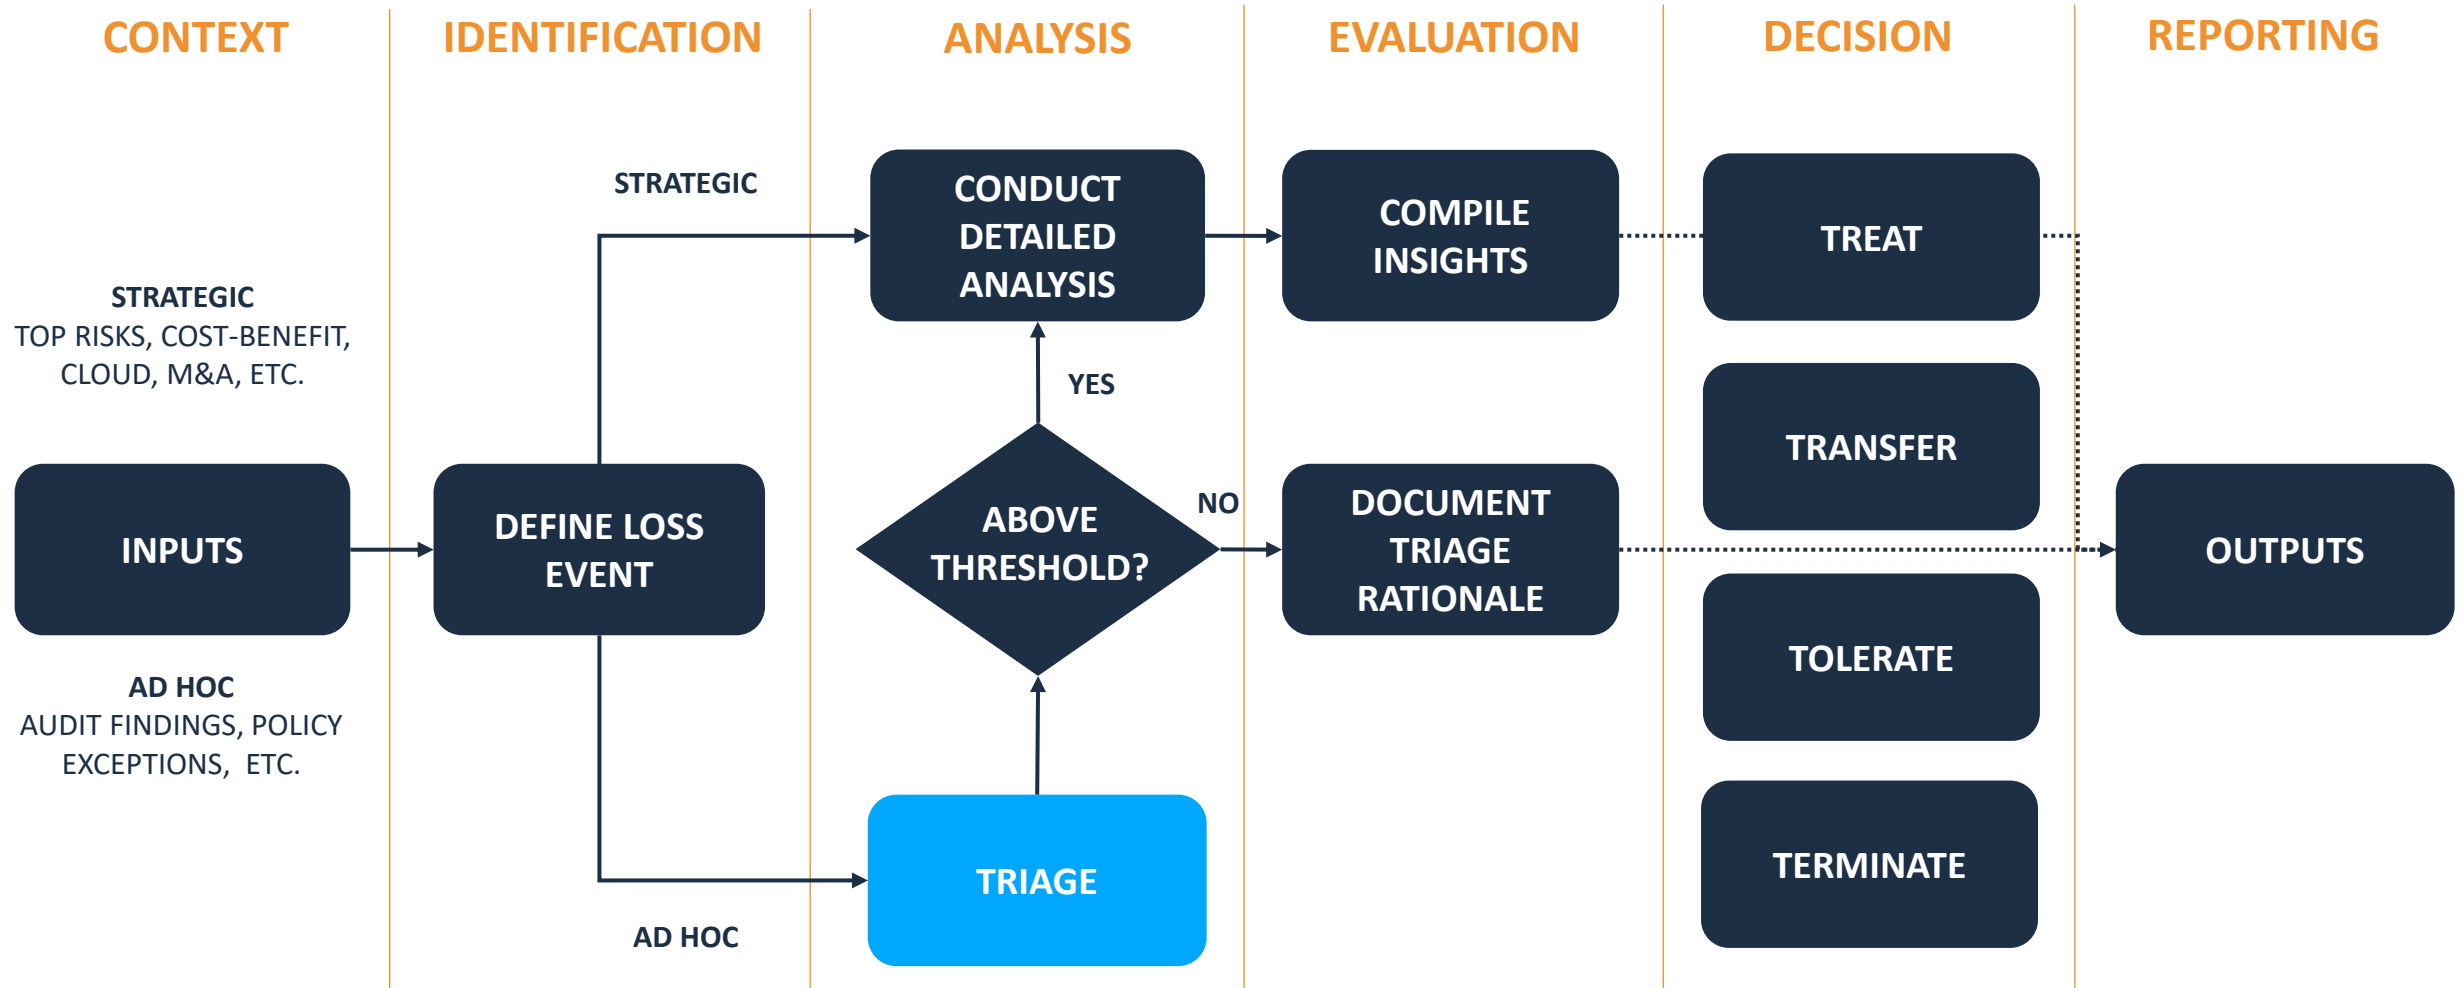 CONTEXT
IDENTIFICATION
ANALYSIS
EVALUATION
DECISION
REPORTING
STRATEGIC
TOP RISKS, COST-BENEFIT,
CLOUD, M&A, ETC.
INPUTS
AD HOC
AUDIT FINDINGS, POLICY
EXCEPTIONS, ETC.
DEFINE LOSS
EVENT
STRATEGIC
AD HOC
CONDUCT
DETAILED
ANALYSIS
YES
ABOVE
THRESHOLD?
NO
TRIAGE
COMPILE
INSIGHTS
DOCUMENT
TRIAGE
RATIONALE
TREAT
TRANSFER
TOLERATE
TERMINATE
OUTPUTS